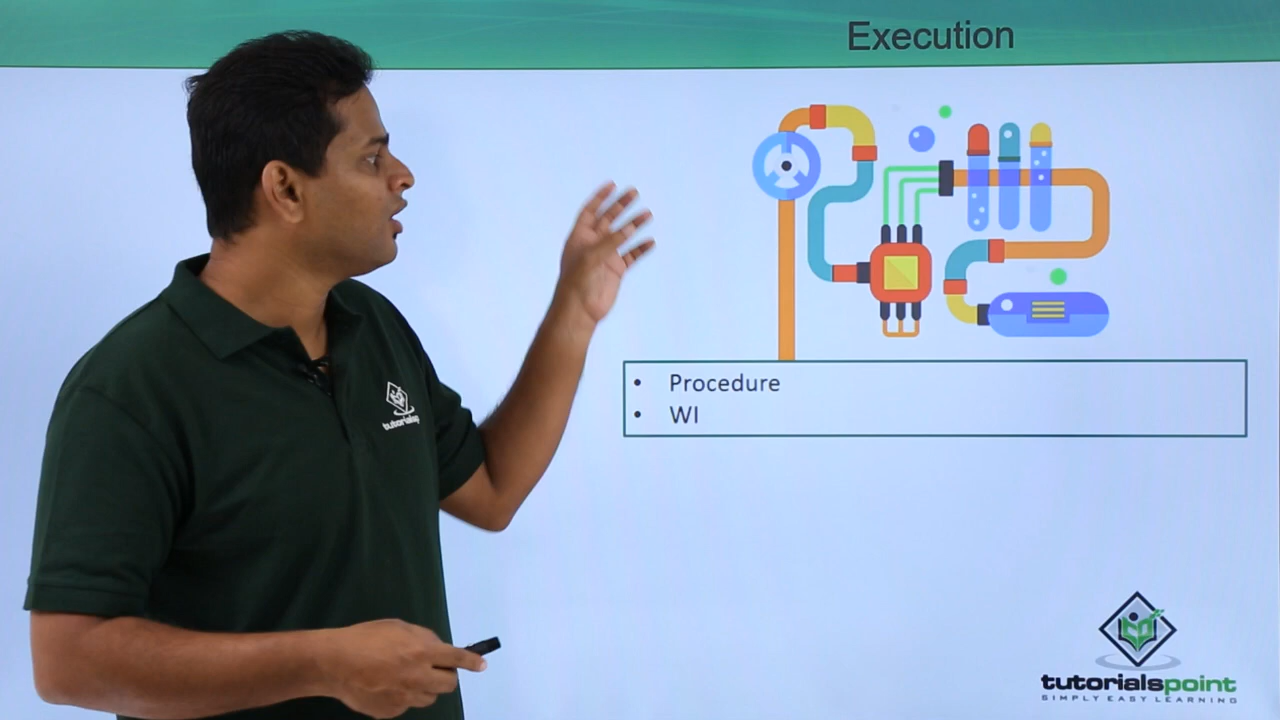 Execution
• Procedure
• WI
tutorialspoint
SIMPLY EASY LEARNING